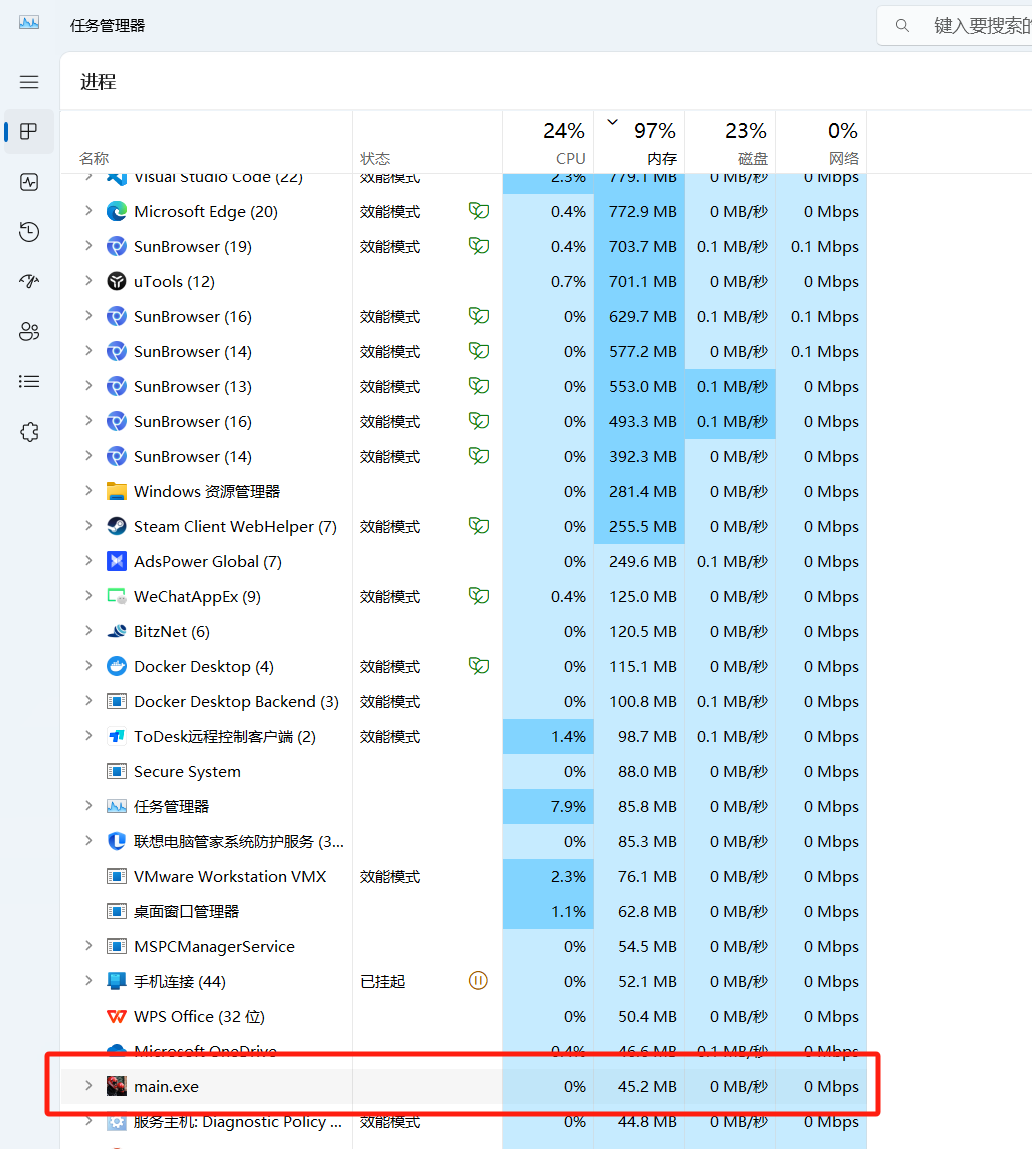 任务管理器
键入要搜索的
进程
24% 97% 23% 0%
名称 状态 CPU 内存 磁盘 网络
Visual Studio Code (22) 效能模式 2.3% 779.1 MB 0 MB/秒 0 Mbps
Microsoft Edge (20) 效能模式 0.4% 772.9 MB 0 MB/秒 0 Mbps
SunBrowser (19) 效能模式 0.4% 703.7 MB 0.1 MB/秒 0.1 Mbps
uTools (12) 0.7% 701.1 MB 0 MB/秒 0 Mbps
SunBrowser (16) 效能模式 0% 629.7 MB 0.1 MB/秒 0.1 Mbps
SunBrowser (14) 效能模式 0% 577.2 MB 0 MB/秒 0.1 Mbps
SunBrowser (13) 效能模式 0% 553.0 MB 0.1 MB/秒 0 Mbps
SunBrowser (16) 效能模式 0% 493.3 MB 0.1 MB/秒 0 Mbps
SunBrowser (14) 效能模式 0% 392.3 MB 0 MB/秒 0 Mbps
Windows 资源管理器 0% 281.4 MB 0 MB/秒 0 Mbps
Steam Client WebHelper (7) 效能模式 0% 255.5 MB 0 MB/秒 0 Mbps
AdsPower Global (7) 0% 249.6 MB 0.1 MB/秒 0 Mbps
WeChatAppEx (9) 效能模式 0.4% 125.0 MB 0 MB/秒 0 Mbps
BitzNet (6) 0% 120.5 MB 0 MB/秒 0 Mbps
Docker Desktop (4) 效能模式 0% 115.1 MB 0 MB/秒 0 Mbps
Docker Desktop Backend (3) 效能模式 0% 100.8 MB 0.1 MB/秒 0 Mbps
ToDesk远程控制客户端 (2) 效能模式 1.4% 98.7 MB 0.1 MB/秒 0 Mbps
Secure System 0% 88.0 MB 0 MB/秒 0 Mbps
任务管理器 7.9% 85.8 MB 0 MB/秒 0 Mbps
联想电脑管家系统防护服务 (3... 0% 85.3 MB 0 MB/秒 0 Mbps
VMware Workstation VMX 效能模式 2.3% 76.1 MB 0 MB/秒 0 Mbps
桌面窗口管理器 1.1% 62.8 MB 0 MB/秒 0 Mbps
MSPCManagerService 0% 54.5 MB 0 MB/秒 0 Mbps
手机连接 (44) 已挂起 0% 52.1 MB 0 MB/秒 0 Mbps
WPS Office (32 位) 0% 50.4 MB 0 MB/秒 0 Mbps
Microsoft OneDrive 0.4% 46.6 MB 0.1 MB/秒 0 Mbps
main.exe 0% 45.2 MB 0 MB/秒 0 Mbps
服务主机: Diagnostic Policy ... 效能模式 0% 44.8 MB 0 MB/秒 0 Mbps